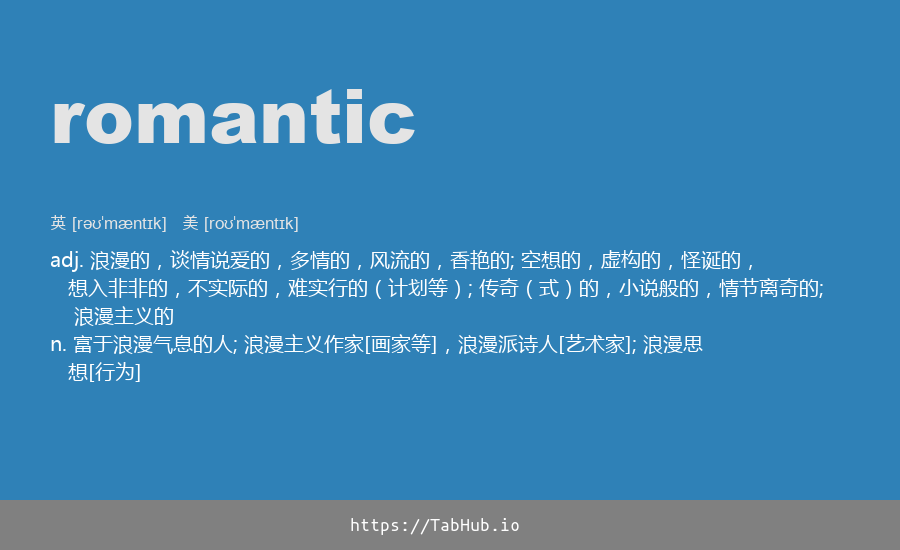 romantic
英 [rəʊˈmæntɪk] 美 [roʊˈmæntɪk]
adj. 浪漫的，谈情说爱的，多情的，风流的，香艳的; 空想的，虚构的，怪诞的，
想入非非的，不实际的，难实行的（计划等）; 传奇（式）的，小说般的，情节离奇的;
浪漫主义的
n. 富于浪漫气息的人; 浪漫主义作家[画家等]，浪漫派诗人[艺术家]; 浪漫思
想[行为]
https://TabHub.io